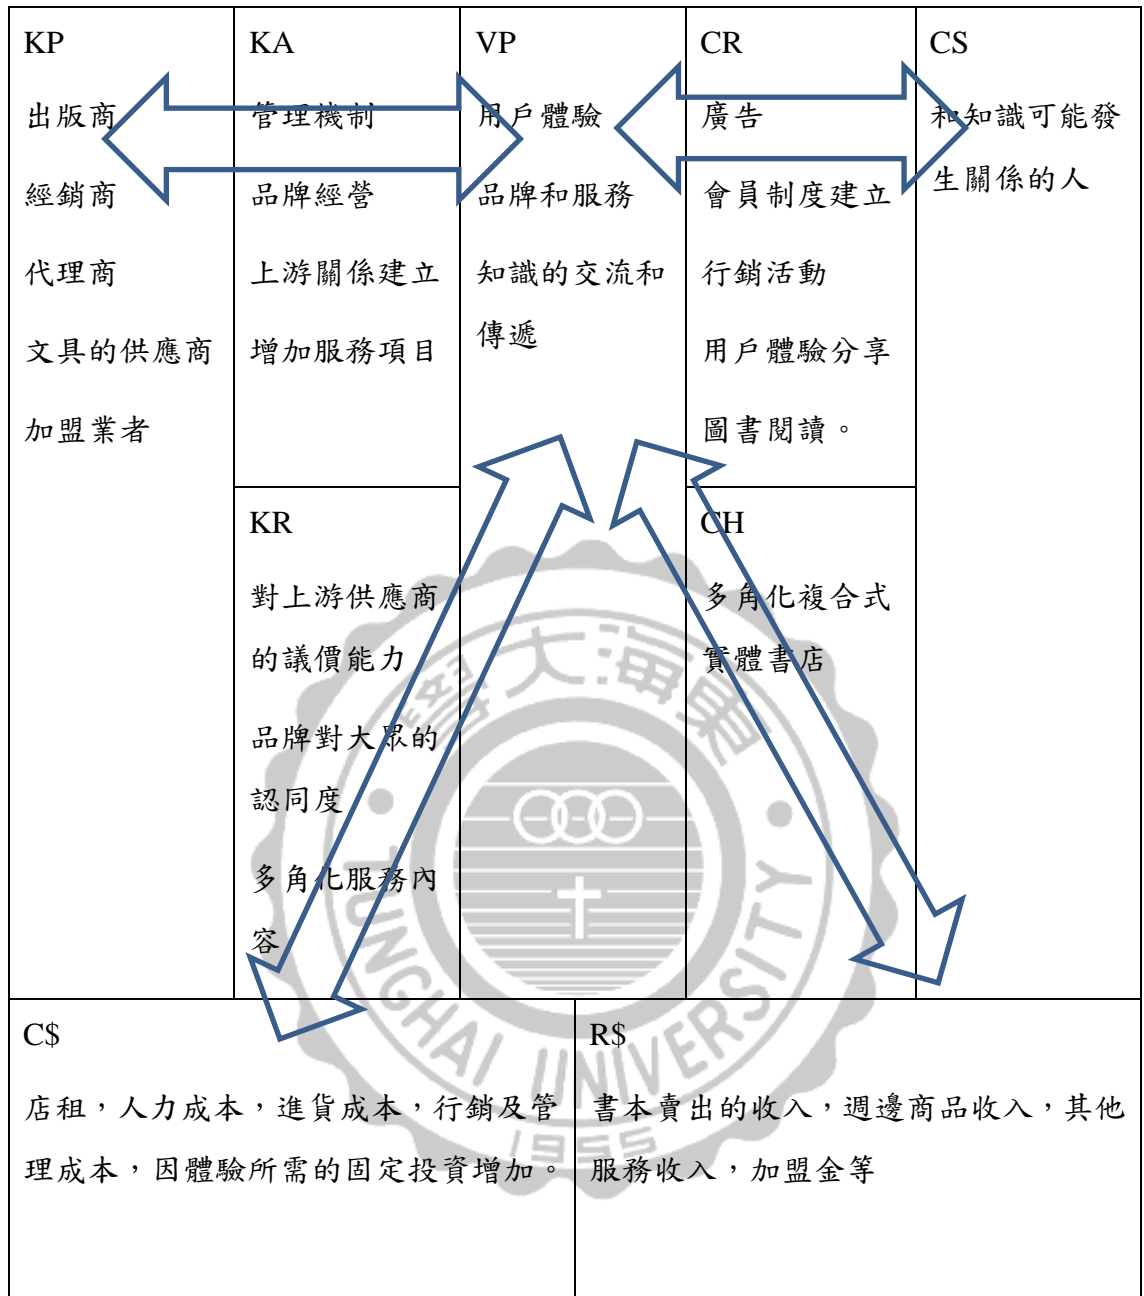 KP
出版商
經銷商
代理商
文具的供應商
加盟業者
KA
管理機制
品牌經營
上游關係建立
增加服務項目
KR
對上游供應商
的議價能力
品牌對大眾的
認同度
多角化服務內
容
VP
用戶體驗
品牌和服務
知識的交流和
傳遞
CR
廣告
會員制度建立
行銷活動
用戶體驗分享
圖書閱讀。
CH
多角化複合式
實體書店
CS
和知識可能發
生關係的人
C$
店租，人力成本，進貨成本，行銷及管
理成本，因體驗所需的固定投資增加。
R$
書本賣出的收入，週邊商品收入，其他
服務收入，加盟金等
學大海東
TUNGHAI UNIVERSITY
1955